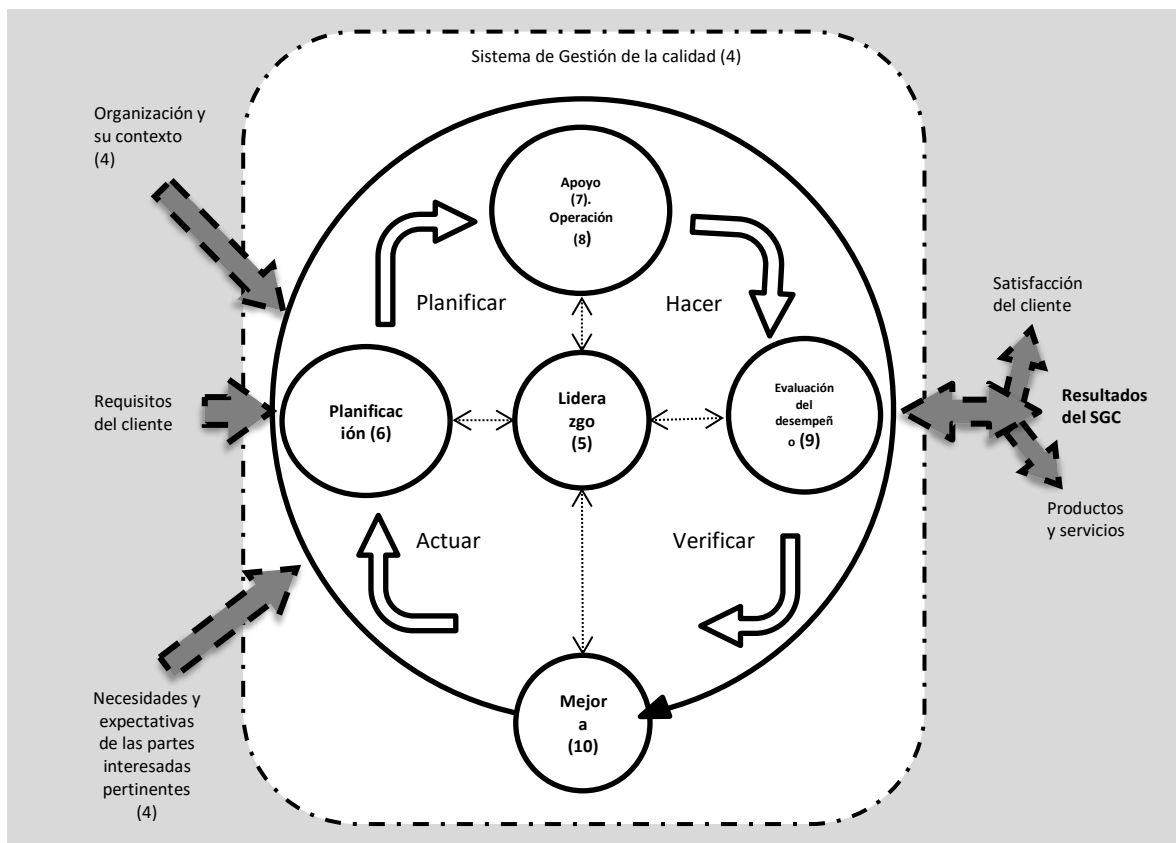 Sistema de Gestión de la calidad (4)
Organización y
su contexto
(4)
Apoyo
(7).
Operación
(8)
Planificar
Hacer
Satisfacción
del cliente
Requisitos
del cliente
Planificac
ión (6)
Lidera
zgo
(5)
Evaluación
del
desempeñ
o (9)
Resultados
del SGC
Productos
y servicios
Actuar
Verificar
Mejor
a
(10)
Necesidades y
expectativas
de las partes
interesadas
pertinentes
(4)